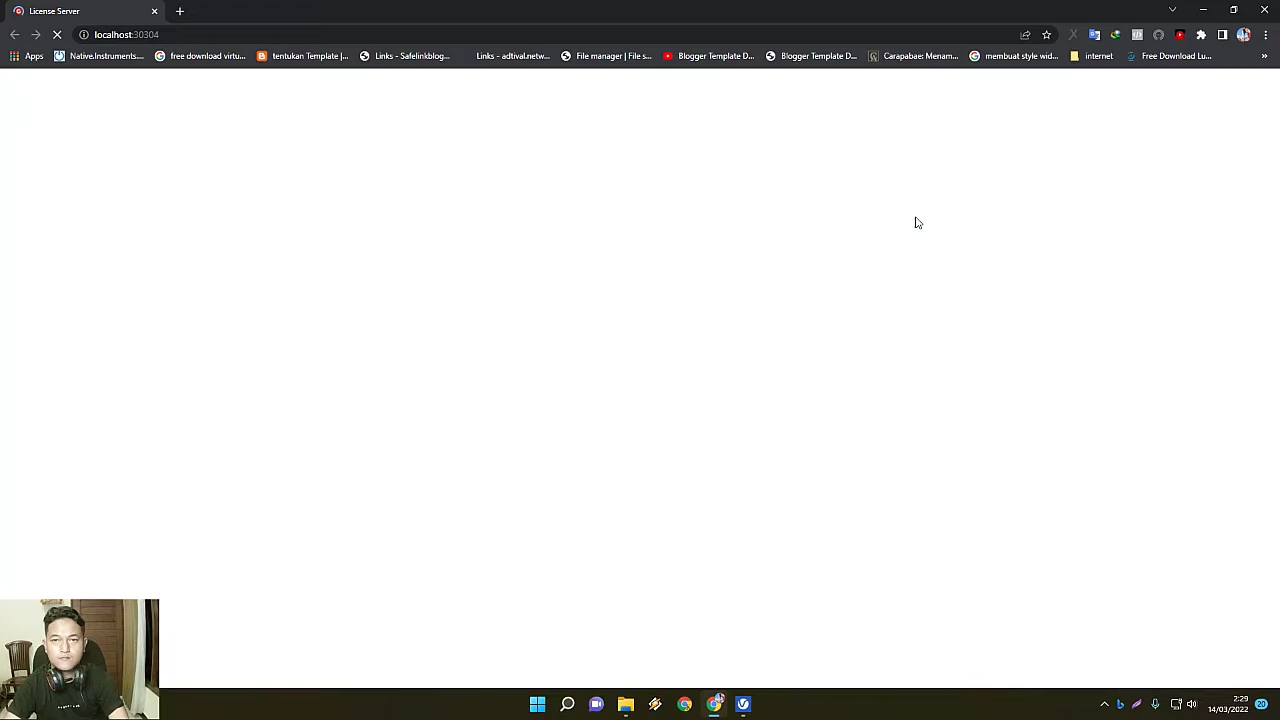 License Server
localhost:30304
Apps
Native.Instruments....
free download virtu...
tentukan Template |...
Links - Safelinkblog...
Links - adtival.netw...
File manager | File s...
Blogger Template D...
Blogger Template D...
Carapabae: Menam...
membuat style wid...
internet
Free Download Lu...
»
2:29
14/03/2022
20